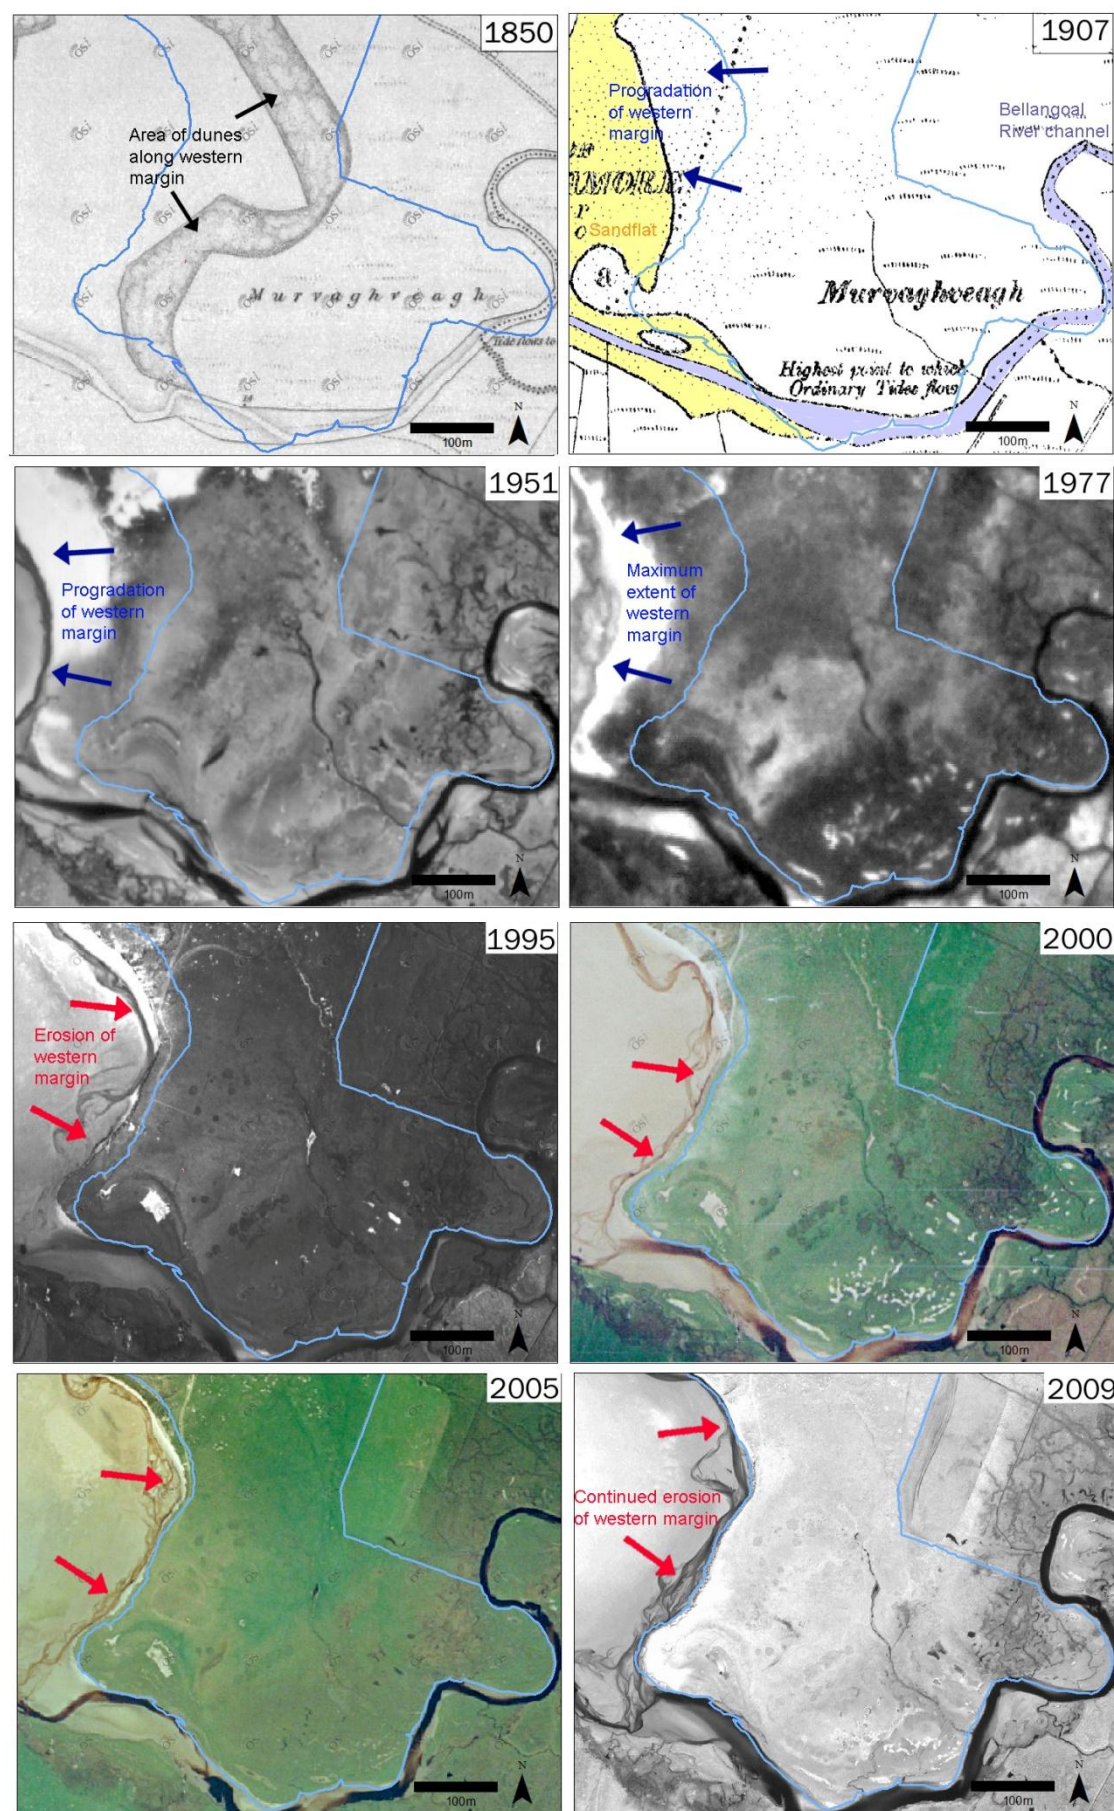 1850
Area of dunes
along western
margin
Murvaghreagh
Tide flows to
100m
N
1907
Progradation
of western
margin
Bellangoal
River channel
Sandflat
Murvaghreagh
Highest point to which
Ordinary Tides flow
100m
N
1951
Progradation
of western
margin
100m
N
1977
Maximum
extent of
western
margin
100m
N
1995
Erosion of
western
margin
100m
N
2000
100m
N
2005
100m
N
2009
Continued erosion
of western margin
100m
N